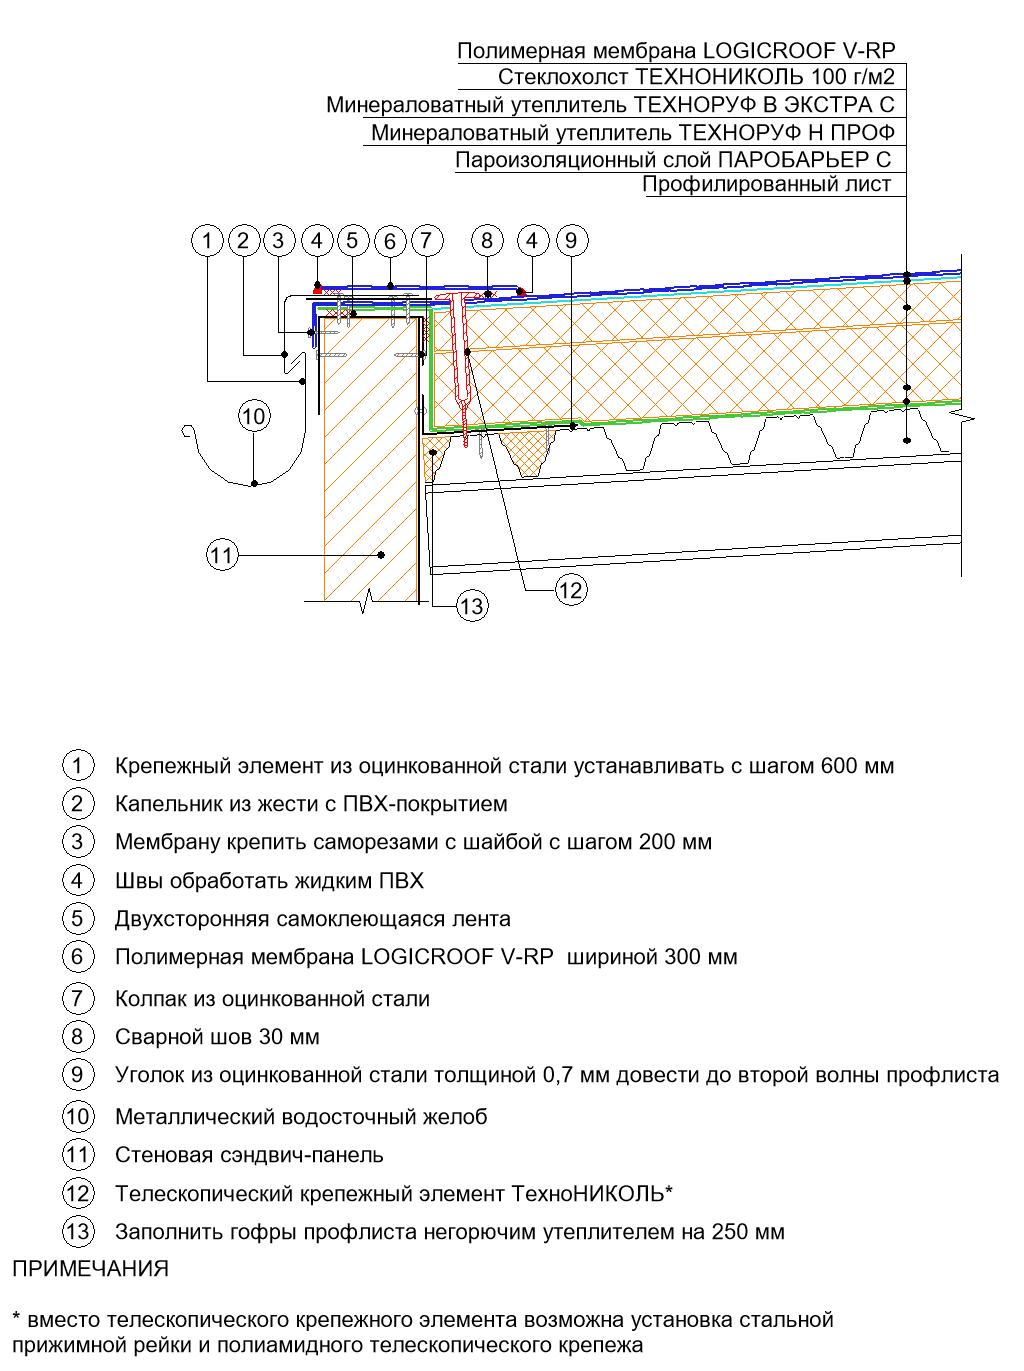 Полимерная мембрана LOGICROOF V-RP
Стеклохолст ТЕХНОНИКОЛЬ 100 г/м2
Минераловатный утеплитель ТЕХНОРУФ В ЭКСТРА С
Минераловатный утеплитель ТЕХНОРУФ Н ПРОФ
Пароизоляционный слой ПАРОБАРЬЕР С
Профилированный лист
1 2 3 4 5 6 7 8 4 9
10
11
12
13
1 Крепежный элемент из оцинкованной стали устанавливать с шагом 600 мм
2 Капельник из жести с ПВХ-покрытием
3 Мембрану крепить саморезами с шайбой с шагом 200 мм
4 Швы обработать жидким ПВХ
5 Двухсторонняя самоклеющаяся лента
6 Полимерная мембрана LOGICROOF V-RP шириной 300 мм
7 Колпак из оцинкованной стали
8 Сварной шов 30 мм
9 Уголок из оцинкованной стали толщиной 0,7 мм довести до второй волны профлиста
10 Металлический водосточный желоб
11 Стеновая сэндвич-панель
12 Телескопический крепежный элемент ТехноНИКОЛЬ*
13 Заполнить гофры профлиста негорючим утеплителем на 250 мм
ПРИМЕЧАНИЯ
* вместо телескопического крепежного элемента возможна установка стальной
прижимной рейки и полиамидного телескопического крепежа